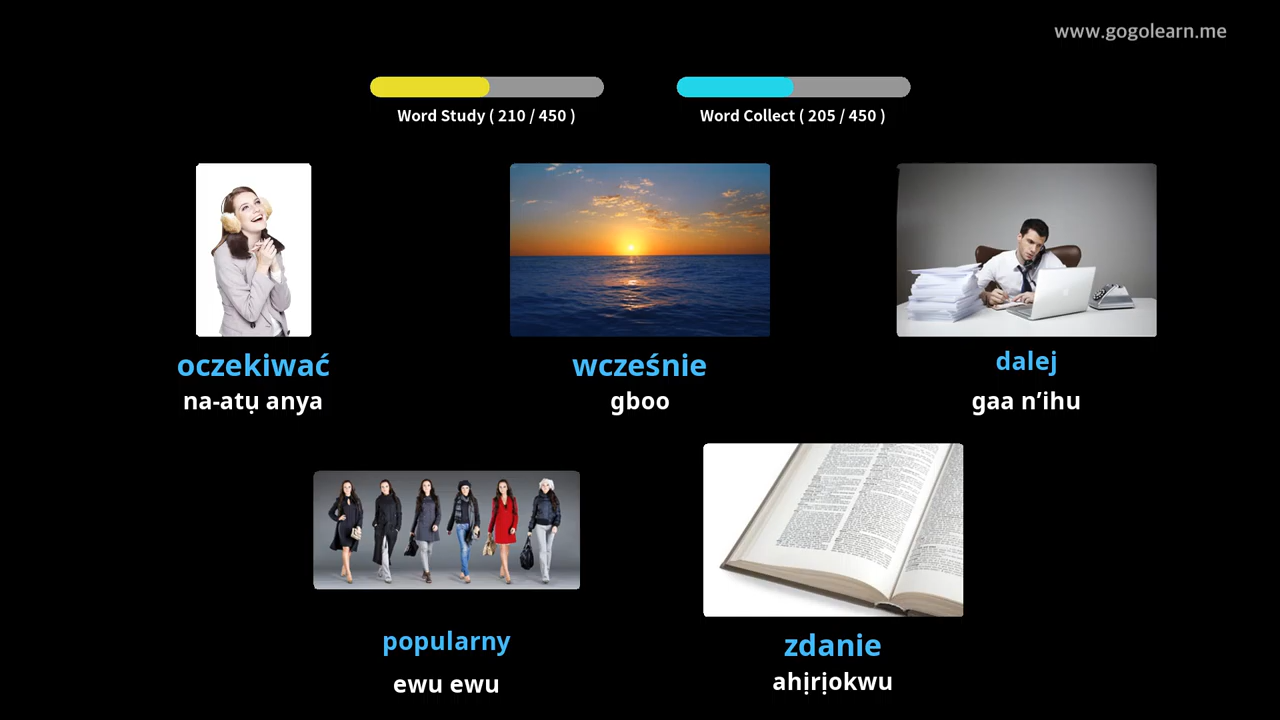 www.gogolearn.me
Word Study ( 210 / 450 )
Word Collect ( 205 / 450 )
oczekiwać
na-atụ anya
wcześnie
gboo
dalej
gaa n’ihu
popularny
ewu ewu
zdanie
ahịrịokwu